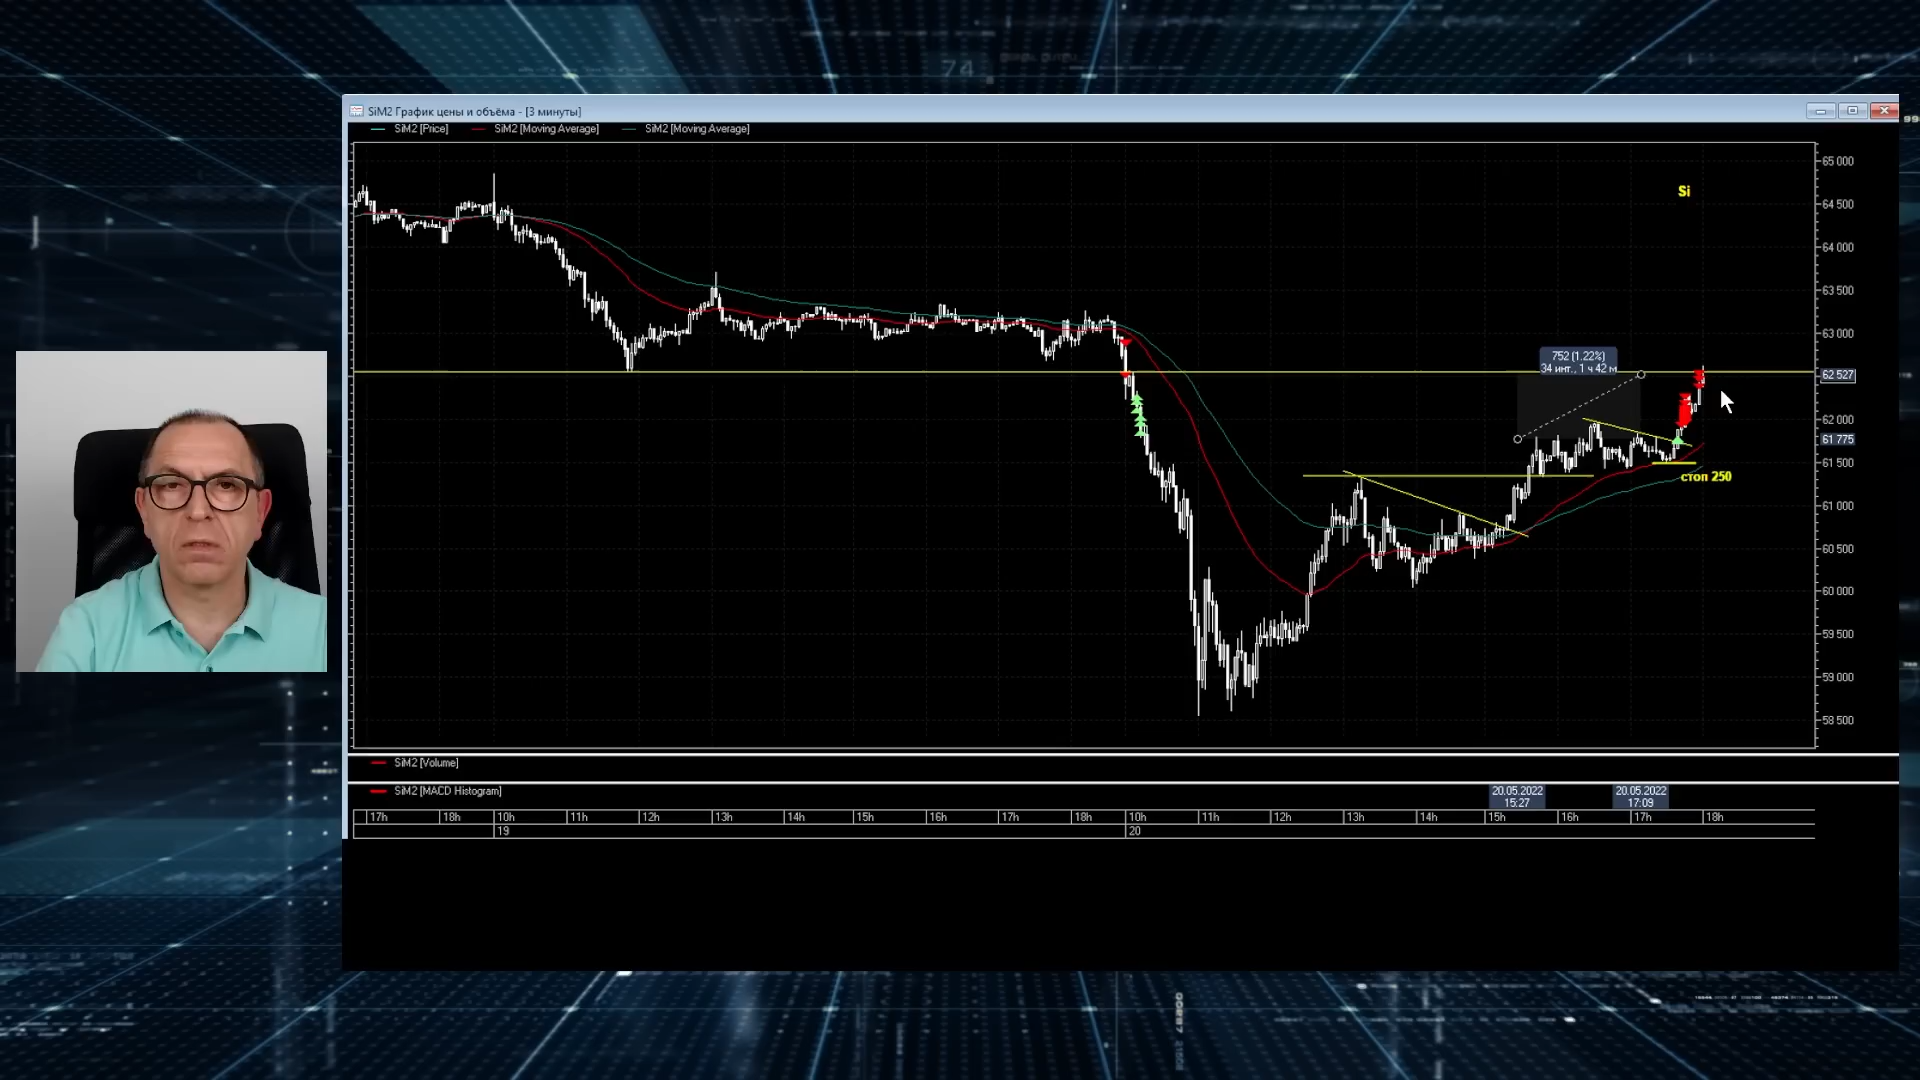 74
SiM2 График цены и объёма - [3 минуты]
SiM2 [Price] SiM2 [Moving Average] SiM2 [Moving Average]
65 000
Si
64 500
64 000
63 500
63 000
752 (1.22%)
34 инт., 1 ч 42 м
62 527
62 000
61 775
61 500
стоп 250
61 000
60 500
60 000
59 500
59 000
58 500
SiM2 [Volume]
SiM2 [MACD Histogram]
20.05.2022 20.05.2022
15:27 17:09
17h 18h 10h 11h 12h 13h 14h 15h 16h 17h 18h 10h 11h 12h 13h 14h 15h 16h 17h 18h
19 20